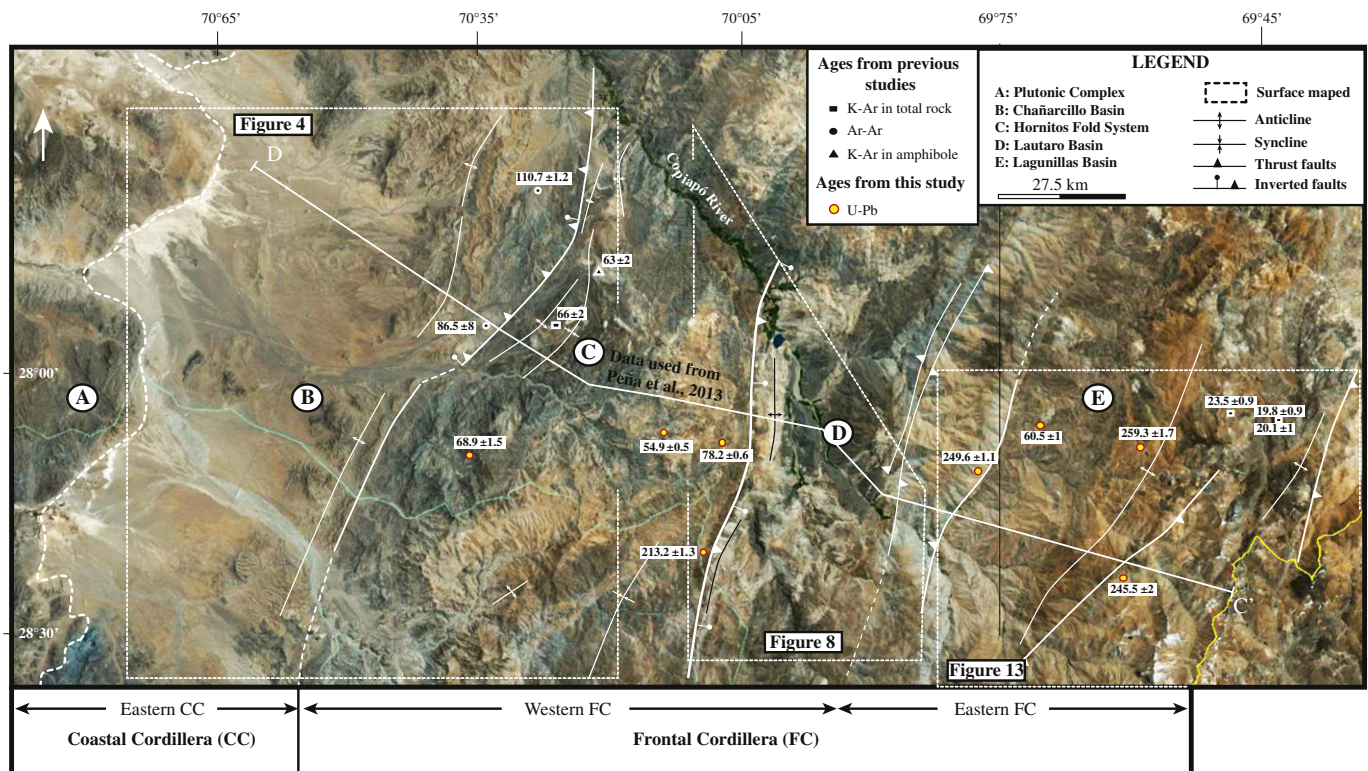 70°65’
70°35’
70°05’
69°75’
69°45’
Ages from previous
studies
K-Ar in total rock
Ar-Ar
K-Ar in amphibole
Ages from this study
U-Pb
LEGEND
A: Plutonic Complex
B: Chañarcillo Basin
C: Hornitos Fold System
D: Lautaro Basin
E: Lagunillas Basin
27.5 km
Surface maped
Anticline
Syncline
Thrust faults
Inverted faults
Figure 4
D
Copiapó River
110.7 ±1.2
63 ±2
66 ±2
86.5 ±8
C
Data used from
Peña et al., 2013
28°00’
A
B
D
E
23.5 ±0.9
19.8 ±0.9
20.1 ±1
60.5 ±1
259.3 ±1.7
249.6 ±1.1
68.9 ±1.5
54.9 ±0.5
78.2 ±0.6
213.2 ±1.3
245.5 ±2
C’
28°30’
Figure 8
Figure 13
Eastern CC
Western FC
Eastern FC
Coastal Cordillera (CC)
Frontal Cordillera (FC)